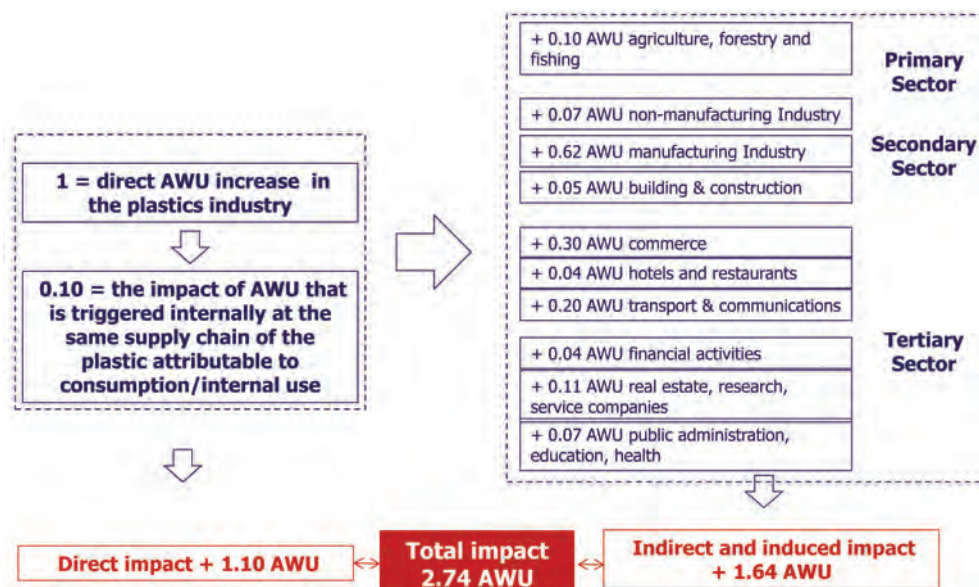 1 = direct AWU increase in
the plastics industry
0.10 = the impact of AWU that
is triggered internally at the
same supply chain of the
plastic attributable to
consumption/internal use
+ 0.10 AWU agriculture, forestry and
fishing
Primary
Sector
+ 0.07 AWU non-manufacturing Industry
+ 0.62 AWU manufacturing Industry
+ 0.05 AWU building & construction
Secondary
Sector
+ 0.30 AWU commerce
+ 0.04 AWU hotels and restaurants
+ 0.20 AWU transport & communications
+ 0.04 AWU financial activities
+ 0.11 AWU real estate, research,
service companies
+ 0.07 AWU public administration,
education, health
Tertiary
Sector
Direct impact + 1.10 AWU
Total impact
2.74 AWU
Indirect and induced impact
+ 1.64 AWU